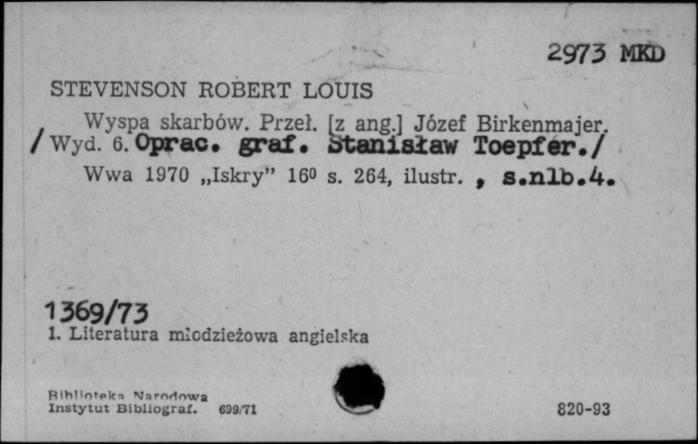 2973 MKD
STEVENSON ROBERT LOUIS
Wyspa skarbów. Przeł. [z ang.] Józef Birkenmajer.
/Wyd. 6. Oprac. graf. Stanisław Toepfer./
Wwa 1970 „Iskry” 16⁰ s. 264, ilustr. , s.nlb.4.
1369/73
1. Literatura młodzieżowa angielska
Biblioteka Narodowa
Instytut Bibliograf. 699/71
820-93